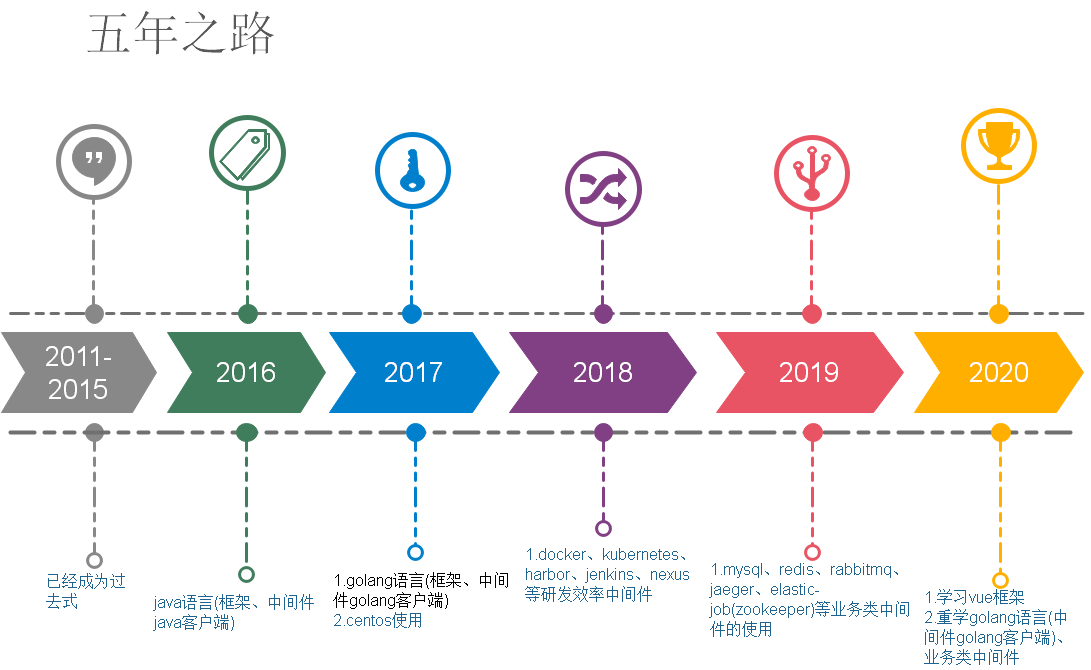 五年之路
2011-
2015
2016
2017
2018
2019
2020
已经成为过
去式
java语言(框架、中间件
java客户端)
1.golang语言(框架、中间
件golang客户端)
2.centos使用
1.docker、kubernetes、
harbor、jenkins、nexus
等研发效率中间件
1.mysql、redis、rabbitmq、
jaeger、elastic-
job(zookeeper)等业务类中间
件的使用
1.学习vue框架
2.重学golang语言(中
间件golang客户端)、
业务类中间件